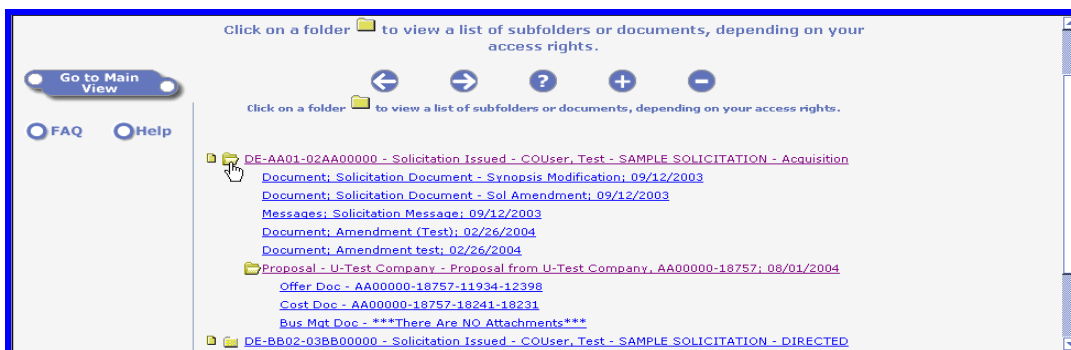 Click on a folder to view a list of subfolders or documents, depending on your
access rights.
Go to Main
View
?
Click on a folder to view a list of subfolders or documents, depending on your access rights.
FAQ Help
DE-AA01-02AA00000 - Solicitation Issued - COUser, Test - SAMPLE SOLICITATION - Acquisition
Document; Solicitation Document - Synopsis Modification; 09/12/2003
Document; Solicitation Document - Sol Amendment; 09/12/2003
Messages; Solicitation Message; 09/12/2003
Document; Amendment (Test); 02/26/2004
Document; Amendment test; 02/26/2004
Proposal - U-Test Company - Proposal from U-Test Company, AA00000-18757; 08/01/2004
Offer Doc - AA00000-18757-11934-12398
Cost Doc - AA00000-18757-18241-18231
Bus Mgt Doc - ***There Are NO Attachments***
DE-BB02-03BB00000 - Solicitation Issued - COUser, Test - SAMPLE SOLICITATION - DIRECTED